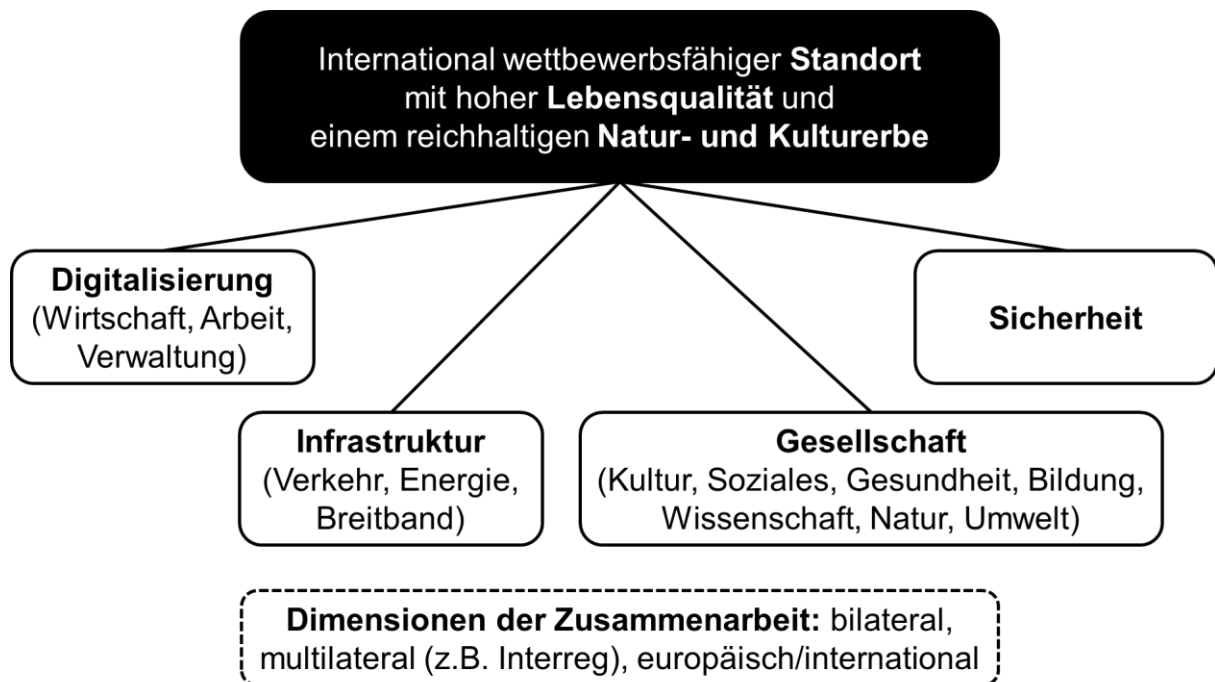 International wettbewerbsfähiger Standort
mit hoher Lebensqualität und
einem reichhaltigen Natur- und Kulturerbe
Digitalisierung
(Wirtschaft, Arbeit,
Verwaltung)
Sicherheit
Infrastruktur
(Verkehr, Energie,
Breitband)
Gesellschaft
(Kultur, Soziales, Gesundheit, Bildung,
Wissenschaft, Natur, Umwelt)
Dimensionen der Zusammenarbeit: bilateral,
multilateral (z.B. Interreg), europäisch/international